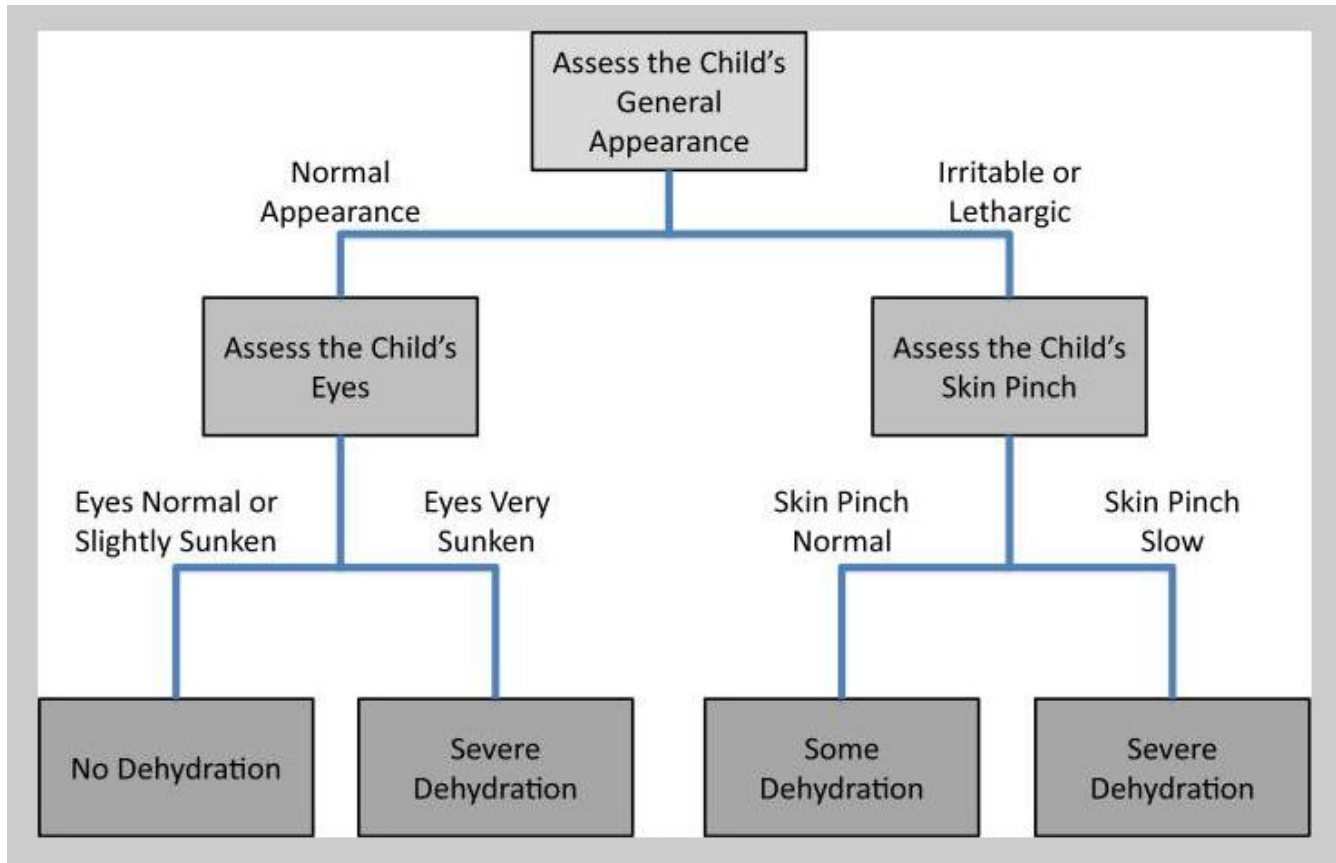 Assess the Child’s
General
Appearance
Normal
Appearance
Irritable or
Lethargic
Assess the Child’s
Eyes
Assess the Child’s
Skin Pinch
Eyes Normal or
Slightly Sunken
Eyes Very
Sunken
Skin Pinch
Normal
Skin Pinch
Slow
No Dehydration
Severe
Dehydration
Some
Dehydration
Severe
Dehydration